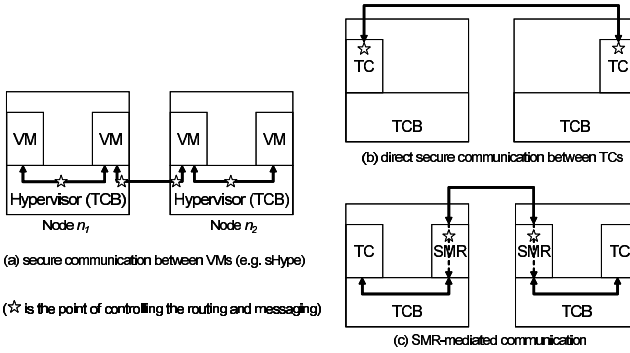 VM VM VM VM
Hypervisor (TCB) Hypervisor (TCB)
Node n1 Node n2
(a) secure communication between VMs (e.g. sHype)
(☆ is the point of controlling the routing and messaging)
TC TC
TCB TCB
(b) direct secure communication between TCs
TC SMR SMR TC
TCB TCB
(c) SMR-mediated communication